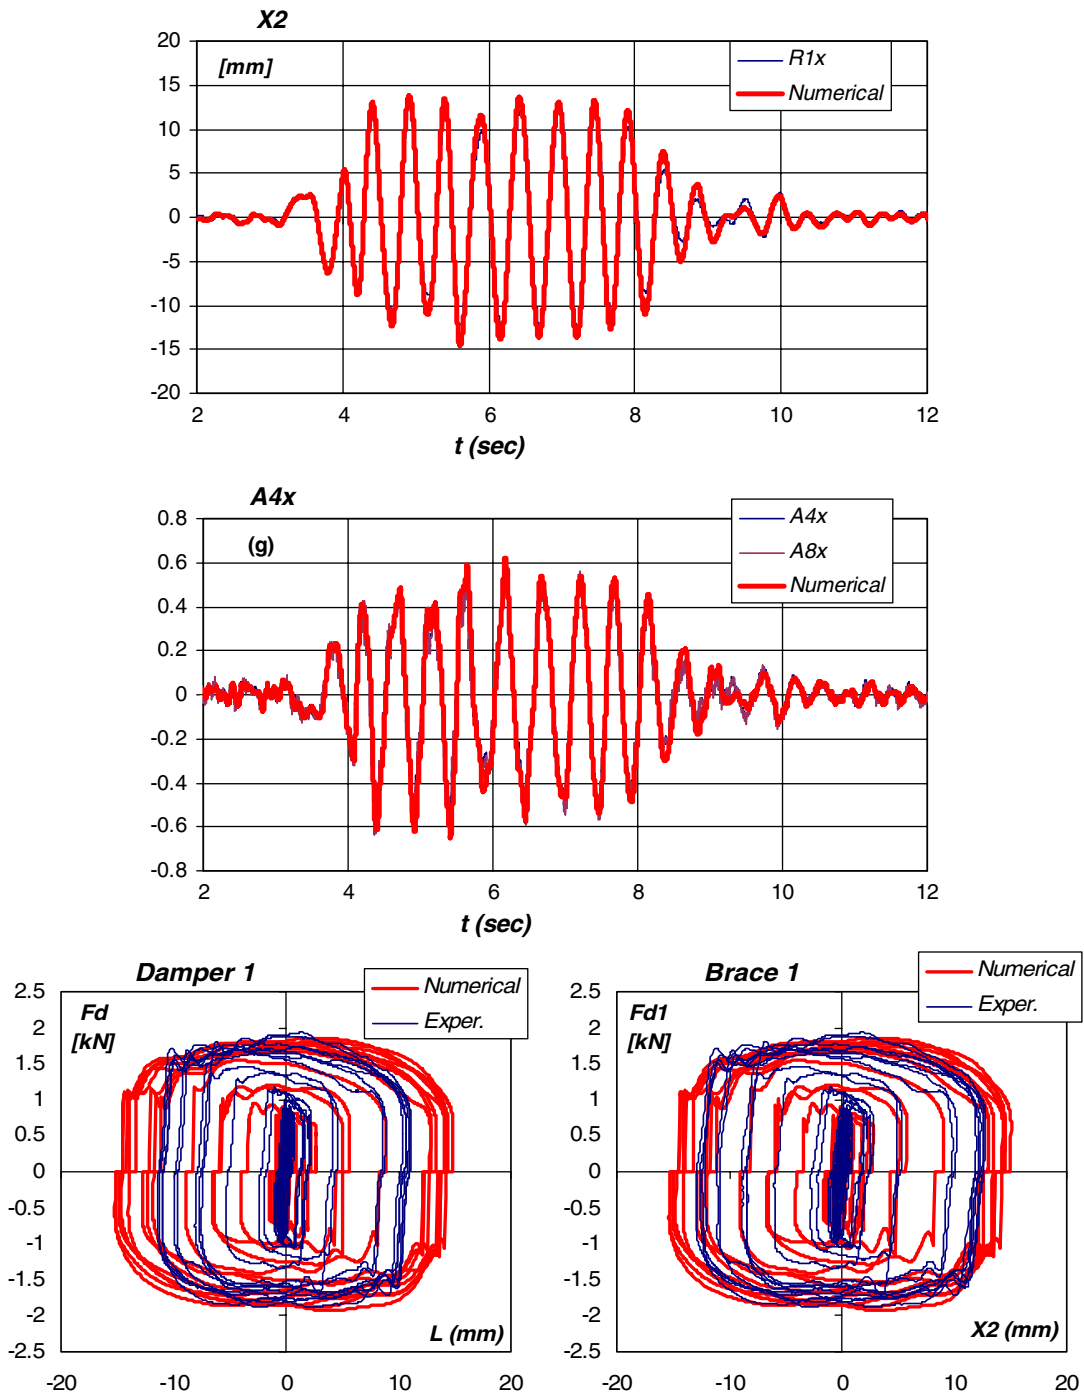 X2
20
[mm]
R1x
15
Numerical
10
5
0
-5
-10
-15
-20
2 4 6 8 10 12
t (sec)
A4x
0.8
(g)
A4x
0.6
A8x
Numerical
0.4
0.2
0
-0.2
-0.4
-0.6
-0.8
2 4 6 8 10 12
t (sec)
Damper 1
Numerical
Exper.
2.5
Fd
[kN]
2
1.5
1
0.5
0
-0.5
-1
-1.5
-2
L (mm)
-2.5
-20 -10 0 10 20
Brace 1
Numerical
Exper.
2.5
Fd1
[kN]
2
1.5
1
0.5
0
-0.5
-1
-1.5
-2
X2 (mm)
-2.5
-20 -10 0 10 20